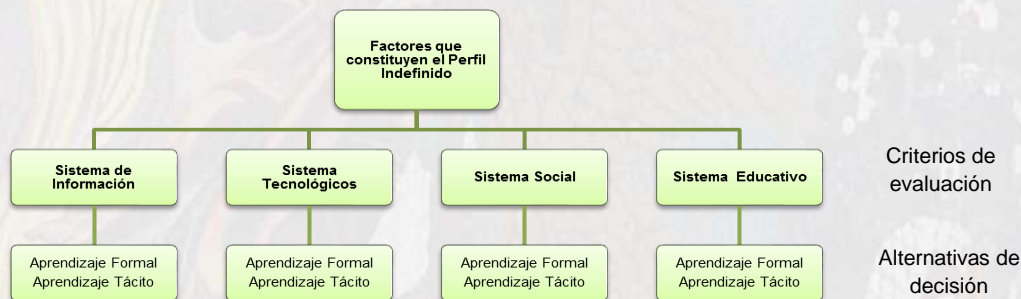 Factores que
constituyen el Perfil
Indefinido
Sistema de
Información
Sistema
Tecnológicos
Sistema Social
Sistema Educativo
Criterios de
evaluación
Aprendizaje Formal
Aprendizaje Tácito
Aprendizaje Formal
Aprendizaje Tácito
Aprendizaje Formal
Aprendizaje Tácito
Aprendizaje Formal
Aprendizaje Tácito
Alternativas de
decisión